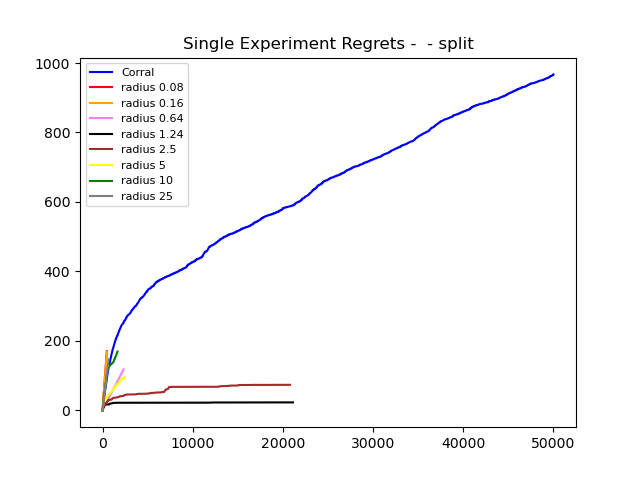 Single Experiment Regrets -  - split
1000
800
600
400
200
0
Corral
radius 0.08
radius 0.16
radius 0.64
radius 1.24
radius 2.5
radius 5
radius 10
radius 25
0 10000 20000 30000 40000 50000